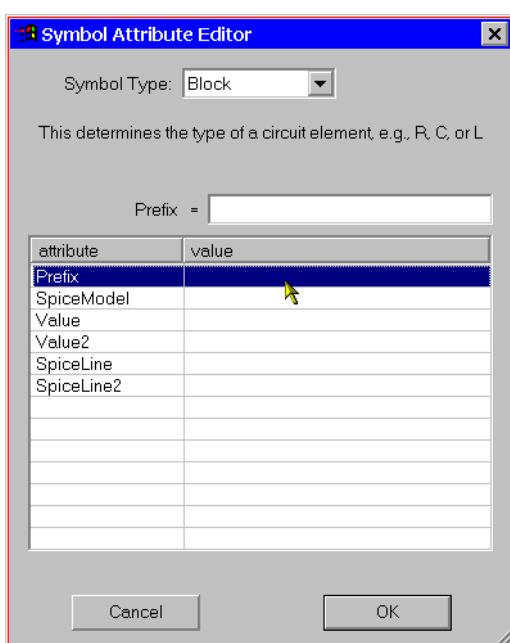 Symbol Attribute Editor
Symbol Type: Block
This determines the type of a circuit element, e.g., R, C, or L
Prefix =
attribute value
Prefix
SpiceModel
Value
Value2
SpiceLine
SpiceLine2
Cancel OK